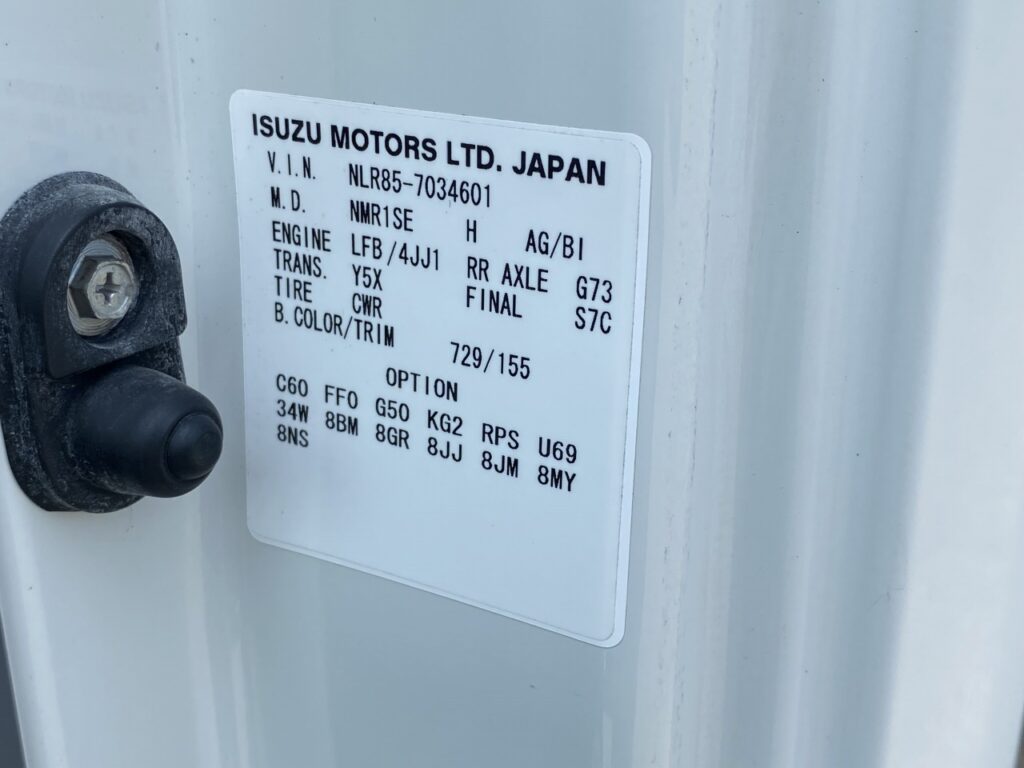 ISUZU MOTORS LTD. JAPAN
V.I.N. NLR85-7034601
M.D. NMR1SE H AG/BI
ENGINE LFB/4JJ1 RR AXLE G73
TRANS. Y5X FINAL S7C
TIRE CWR
B.COLOR/TRIM 729/155
OPTION
C60 FF0 G50 KG2 RPS U69
34W 8BM 8GR 8JJ 8JM 8MY
8NS